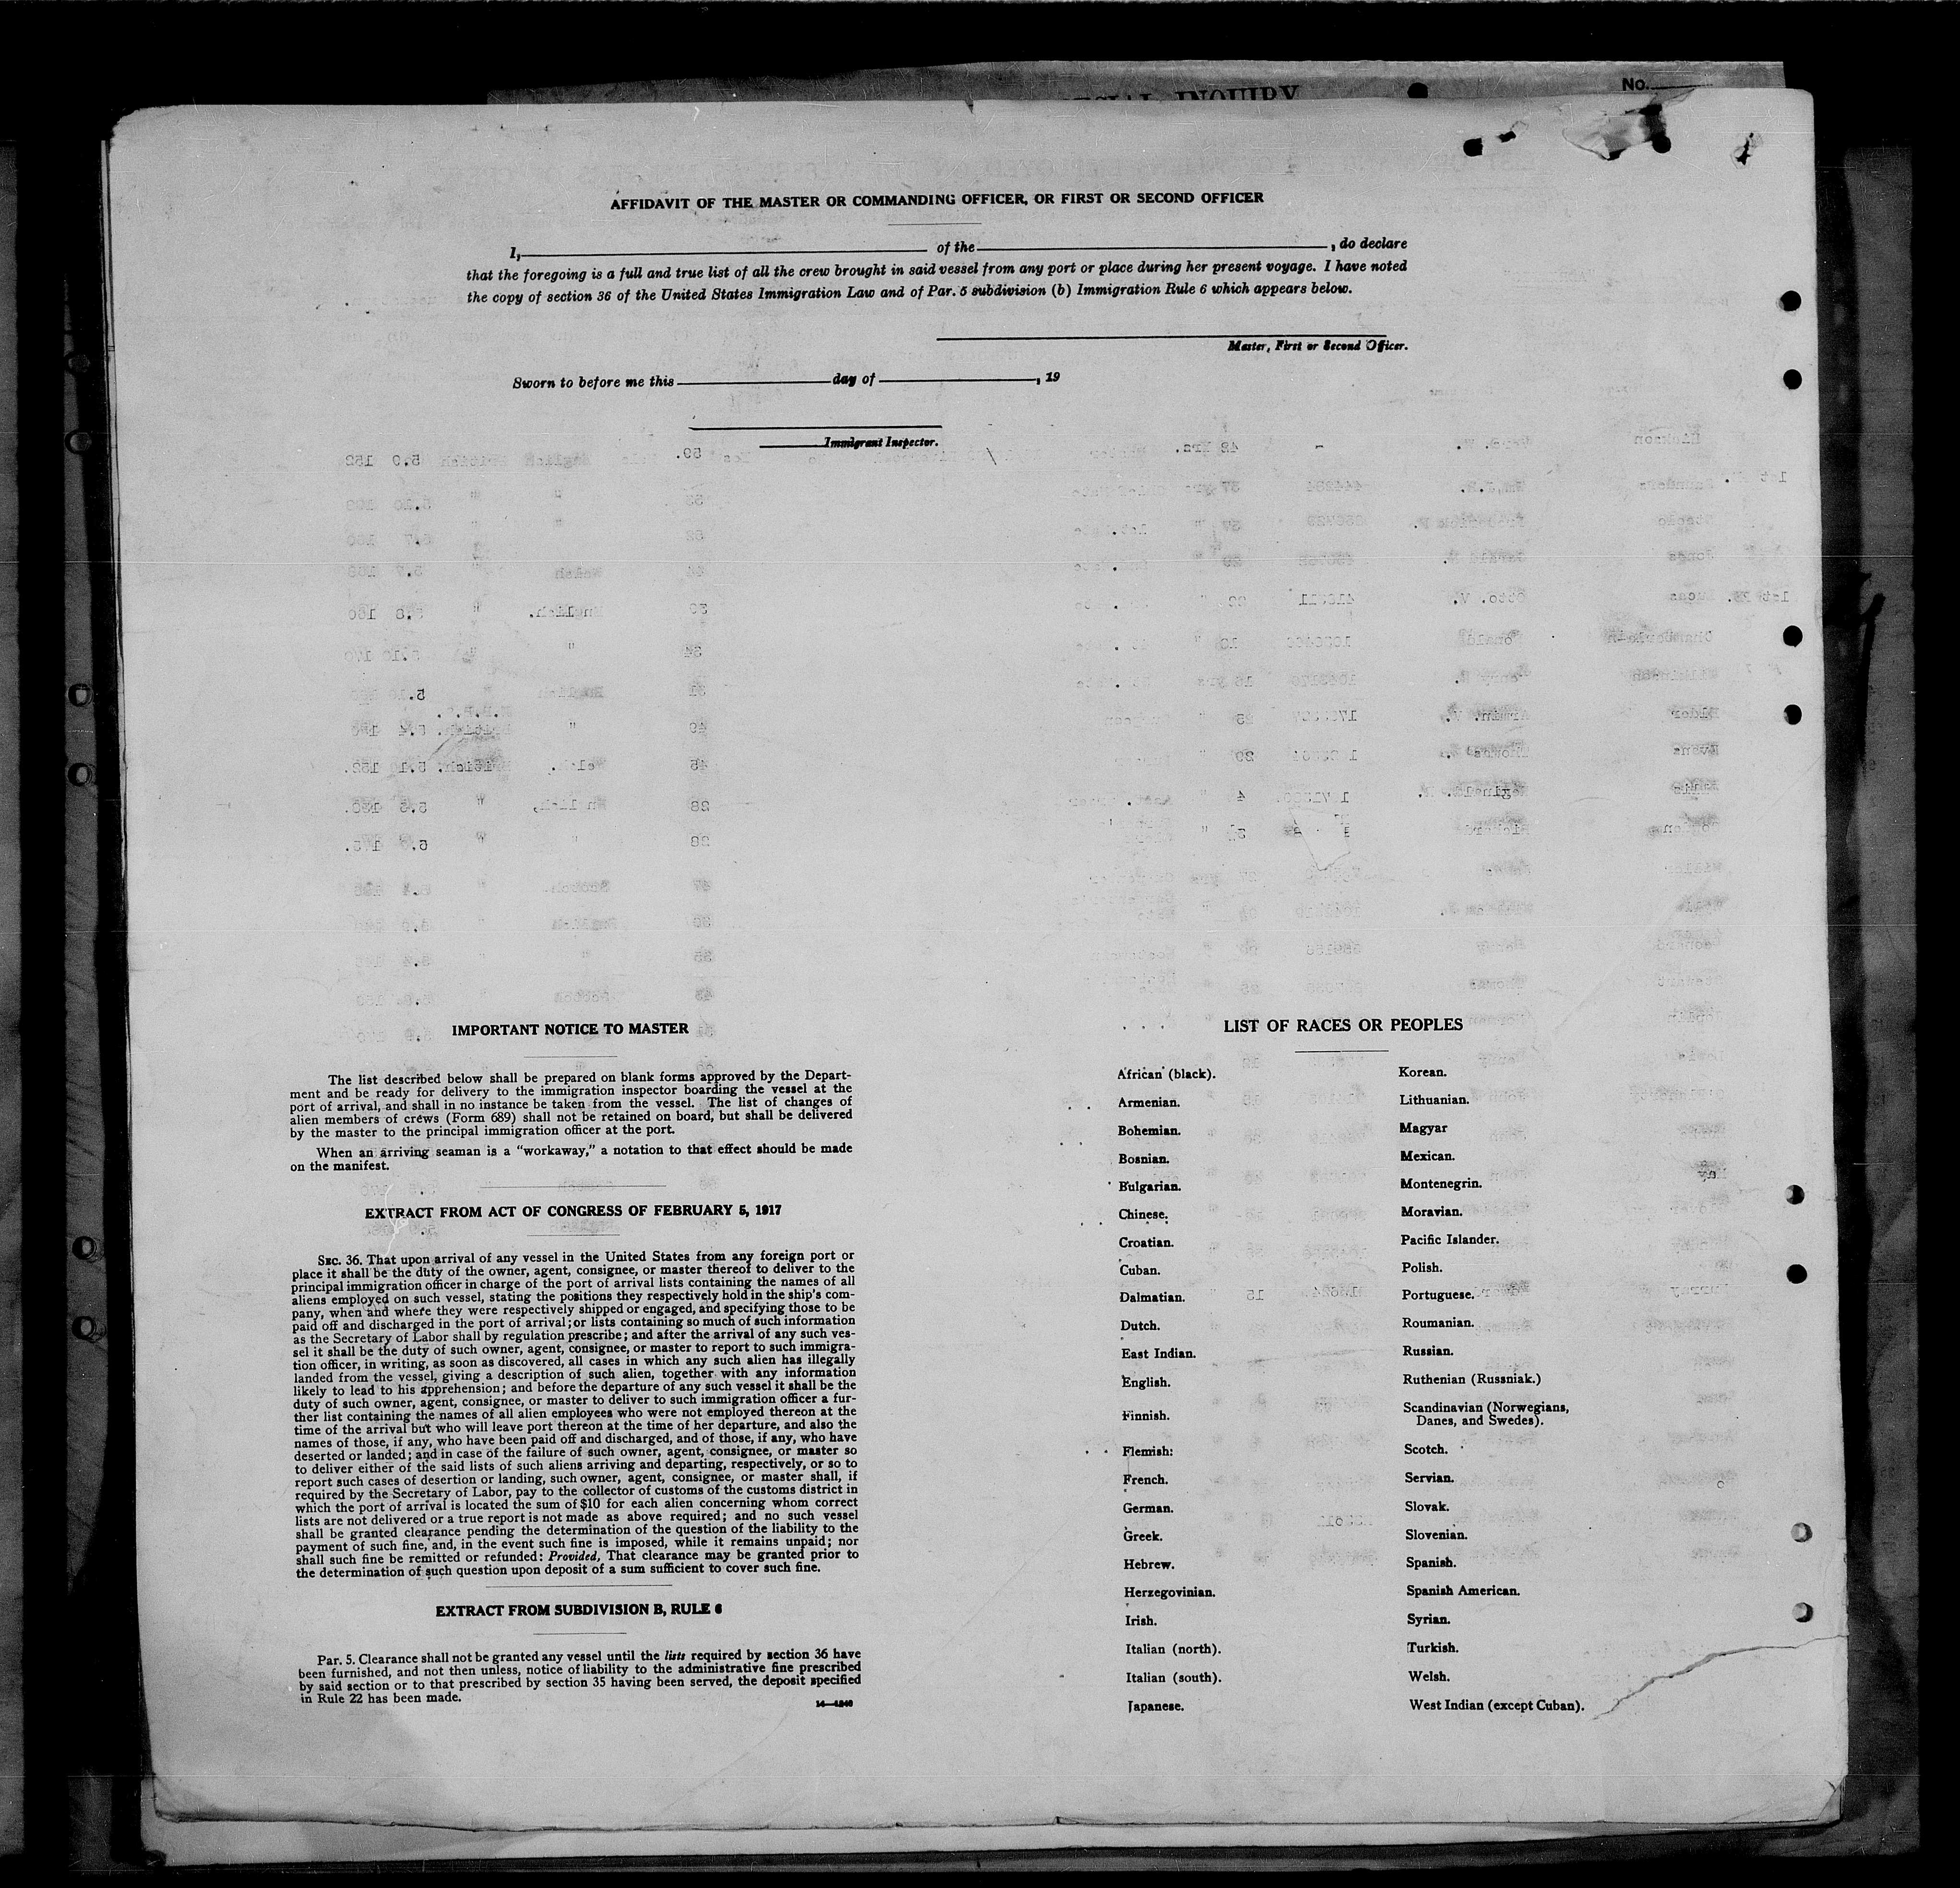 No.
INQUIRY
AFFIDAVIT OF THE MASTER OR COMMANDING OFFICER, OR FIRST OR SECOND OFFICER
I, of the , do declare
that the foregoing is a full and true list of all the crew brought in said vessel from any port or place during her present voyage. I have noted
the copy of section 36 of the United States Immigration Law and of Par. 5 subdivision (b) Immigration Rule 6 which appears below.
Master, First or Second Officer.
Sworn to before me this day of , 19
Immigrant Inspector.
IMPORTANT NOTICE TO MASTER
The list described below shall be prepared on blank forms approved by the Depart-
ment and be ready for delivery to the immigration inspector boarding the vessel at the
port of arrival, and shall in no instance be taken from the vessel. The list of changes of
alien members of crews (Form 689) shall not be retained on board, but shall be delivered
by the master to the principal immigration officer at the port.
When an arriving seaman is a "workaway," a notation to that effect should be made
on the manifest.
EXTRACT FROM ACT OF CONGRESS OF FEBRUARY 5, 1917
SEC. 36. That upon arrival of any vessel in the United States from any foreign port or
place it shall be the duty of the owner, agent, consignee, or master thereof to deliver to the
principal immigration officer in charge of the port of arrival lists containing the names of all
aliens employed on such vessel, stating the positions they respectively hold in the ship's com-
pany, when and where they were respectively shipped or engaged, and specifying those to be
paid off and discharged in the port of arrival; or lists containing so much of such information
as the Secretary of Labor shall by regulation prescribe; and after the arrival of any such ves-
sel it shall be the duty of such owner, agent, consignee, or master to report to such immigra-
tion officer, in writing, as soon as discovered, all cases in which any such alien has illegally
landed from the vessel, giving a description of such alien, together with any information
likely to lead to his apprehension; and before the departure of any such vessel it shall be the
duty of such owner, agent, consignee, or master to deliver to such immigration officer a fur-
ther list containing the names of all alien employees who were not employed thereon at the
time of the arrival but who will leave port thereon at the time of her departure, and also the
names of those, if any, who have been paid off and discharged, and of those, if any, who have
deserted or landed; and in case of the failure of such owner, agent, consignee, or master so
to deliver either of the said lists of such aliens arriving and departing, respectively, or so to
report such cases of desertion or landing, such owner, agent, consignee, or master shall, if
required by the Secretary of Labor, pay to the collector of customs of the customs district in
which the port of arrival is located the sum of $10 for each alien concerning whom correct
lists are not delivered or a true report is not made as above required; and no such vessel
shall be granted clearance pending the determination of the question of the liability to the
payment of such fine, and, in the event such fine is imposed, while it remains unpaid; nor
shall such fine be remitted or refunded: Provided, That clearance may be granted prior to
the determination of such question upon deposit of a sum sufficient to cover such fine.
EXTRACT FROM SUBDIVISION B, RULE 6
Par. 5. Clearance shall not be granted any vessel until the lists required by section 36 have
been furnished, and not then unless, notice of liability to the administrative fine prescribed
by said section or to that prescribed by section 35 having been served, the deposit specified
in Rule 22 has been made.
LIST OF RACES OR PEOPLES
African (black).
Armenian.
Bohemian.
Bosnian.
Bulgarian.
Chinese.
Croatian.
Cuban.
Dalmatian.
Dutch.
East Indian.
English.
Finnish.
Flemish:
French.
German.
Greek.
Hebrew.
Herzegovinian.
Irish.
Italian (north).
Italian (south).
Japanese.
Korean.
Lithuanian.
Magyar
Mexican.
Montenegrin.
Moravian.
Pacific Islander.
Polish.
Portuguese.
Roumanian.
Russian.
Ruthenian (Russniak.)
Scandinavian (Norwegians,
Danes, and Swedes).
Scotch.
Servian.
Slovak.
Slovenian.
Spanish.
Spanish American.
Syrian.
Turkish.
Welsh.
West Indian (except Cuban).